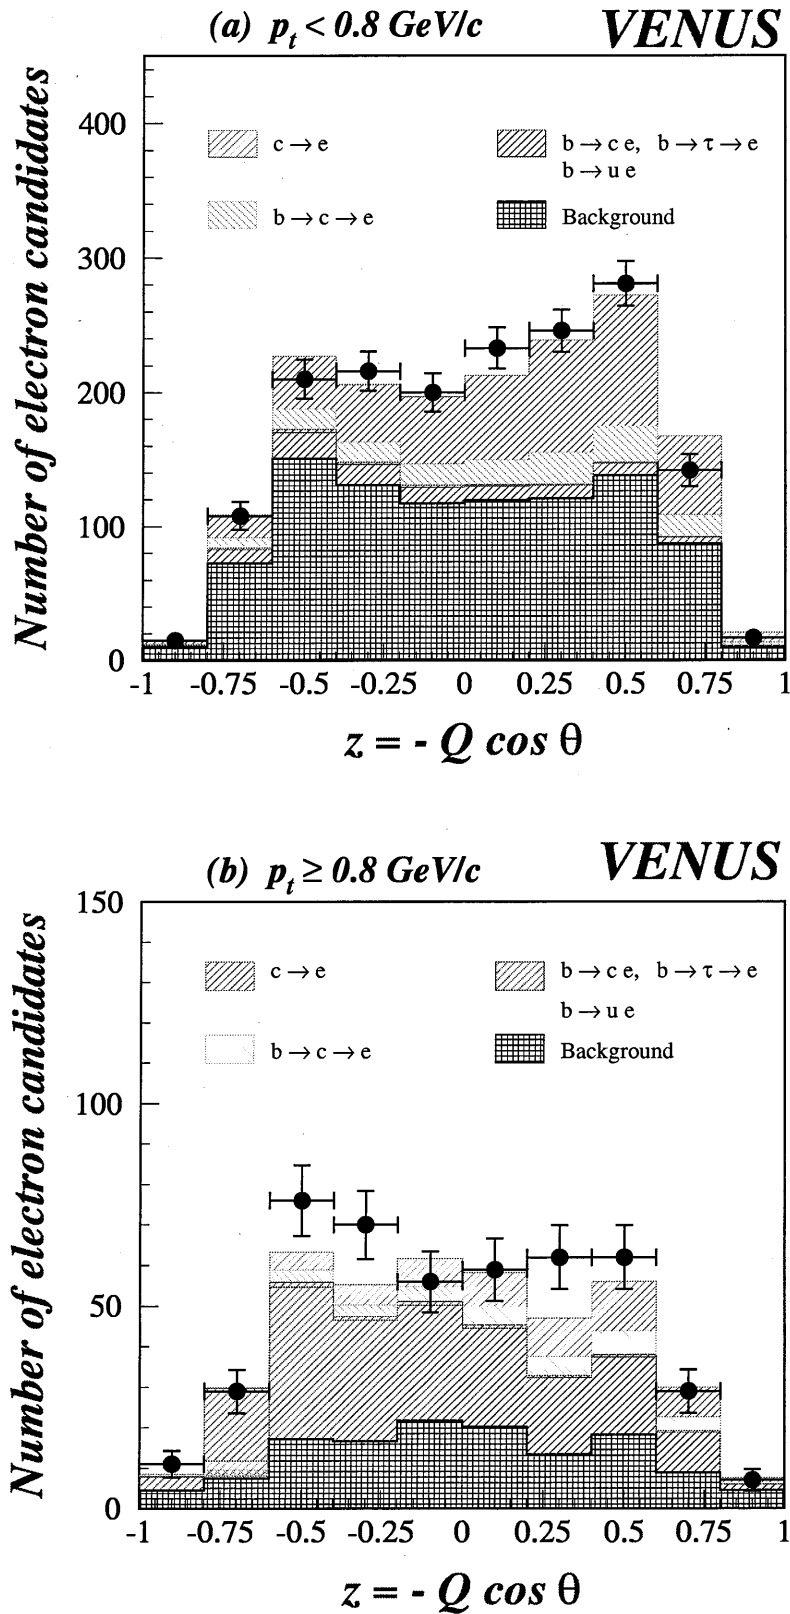 (a) pt < 0.8 GeV/c VENUS
Number of electron candidates
400
300
200
100
0
c → e
b → c e, b → τ → e
b → u e
b → c → e
Background
-1 -0.75 -0.5 -0.25 0 0.25 0.5 0.75 1
z = - Q cos θ
(b) pt ≥ 0.8 GeV/c VENUS
Number of electron candidates
150
100
50
0
c → e
b → c e, b → τ → e
b → u e
b → c → e
Background
-1 -0.75 -0.5 -0.25 0 0.25 0.5 0.75 1
z = - Q cos θ